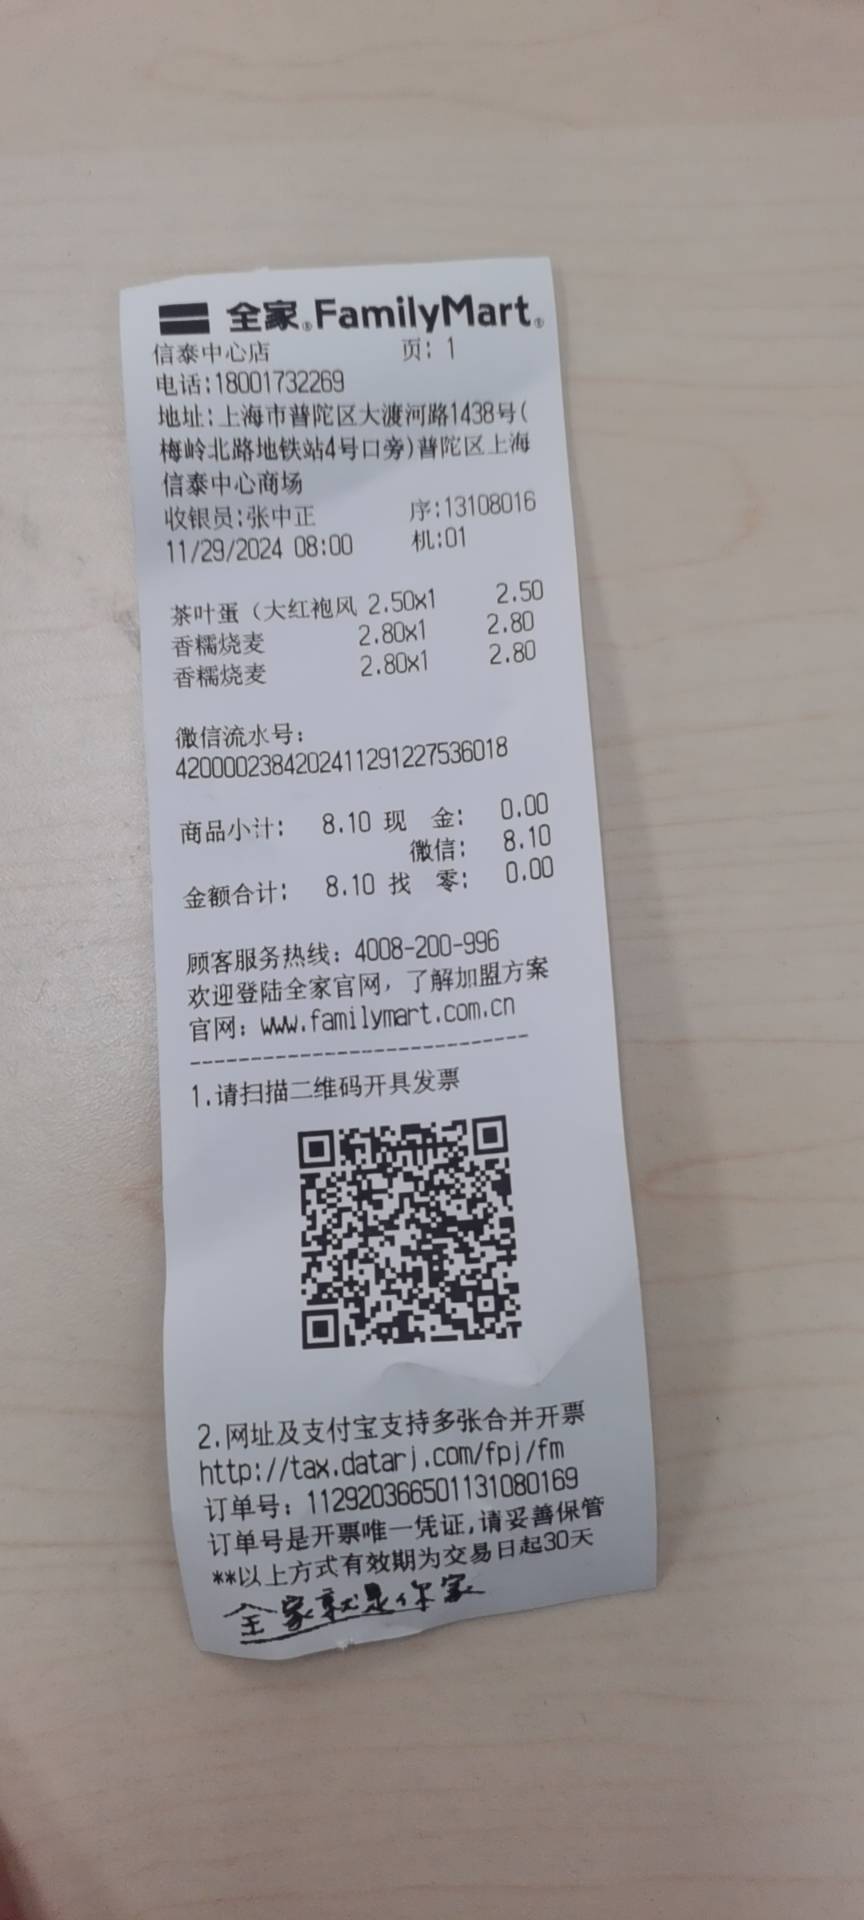 全家®FamilyMart®
信泰中心店 页: 1
电话:18001732269
地址:上海市普陀区大渡河路1438号(
梅岭北路地铁站4号口旁)普陀区上海
信泰中心商场
收银员:张中正 序:13108016
11/29/2024 08:00 机:01
茶叶蛋（大红袍风 2.50x1 2.50
香糯烧麦 2.80x1 2.80
香糯烧麦 2.80x1 2.80
微信流水号:
4200002384202411291227536018
商品小计: 8.10 现 金: 0.00
微信: 8.10
金额合计: 8.10 找 零: 0.00
顾客服务热线: 4008-200-996
欢迎登陆全家官网, 了解加盟方案
官网: www.familymart.com.cn
----------------------------
1.请扫描二维码开具发票
2.网址及支付宝支持多张合并开票
http://tax.datarj.com/fpj/fm
订单号: 1129203665011310801​69
订单号是开票唯一凭证,请妥善保管
**以上方式有效期为交易日起30天
全家就是你家